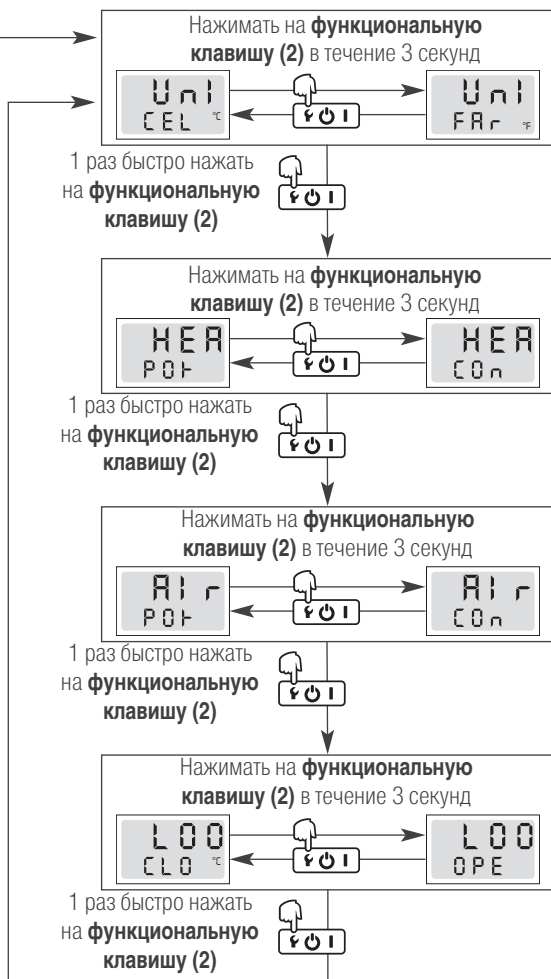 Нажимать на функциональную
клавишу (2) в течение 3 секунд
Uni Uni
CEL °C FAr °F
1 раз быстро нажать
на функциональную
клавишу (2)
Нажимать на функциональную
клавишу (2) в течение 3 секунд
HEA HEA
POt COn
1 раз быстро нажать
на функциональную
клавишу (2)
Нажимать на функциональную
клавишу (2) в течение 3 секунд
AIr AIr
POt COn
1 раз быстро нажать
на функциональную
клавишу (2)
Нажимать на функциональную
клавишу (2) в течение 3 секунд
LOO LOO
CLO °C OPE
1 раз быстро нажать
на функциональную
клавишу (2)